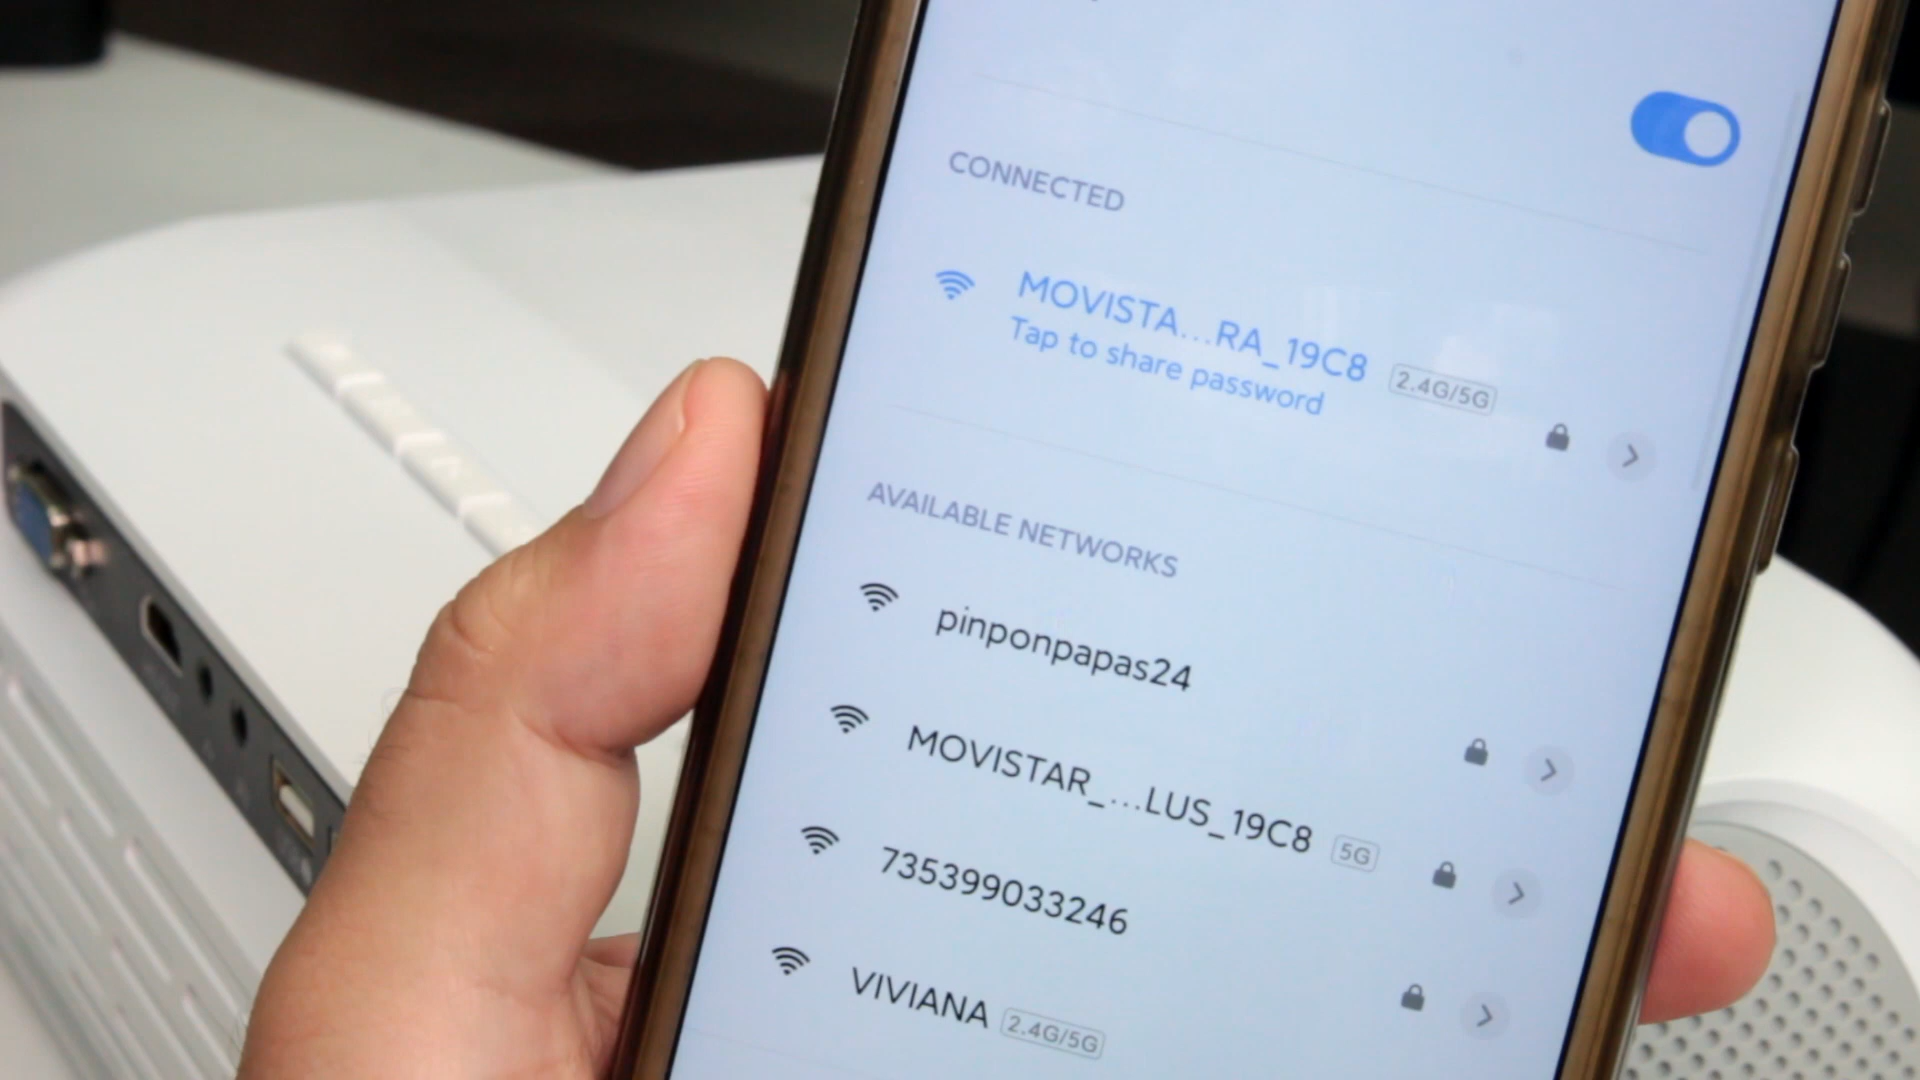 CONNECTED
MOVISTA...RA_19C8 2.4G/5G
Tap to share password
AVAILABLE NETWORKS
pinponpapas24
MOVISTAR_...LUS_19C8 5G
735399033246
VIVIANA 2.4G/5G